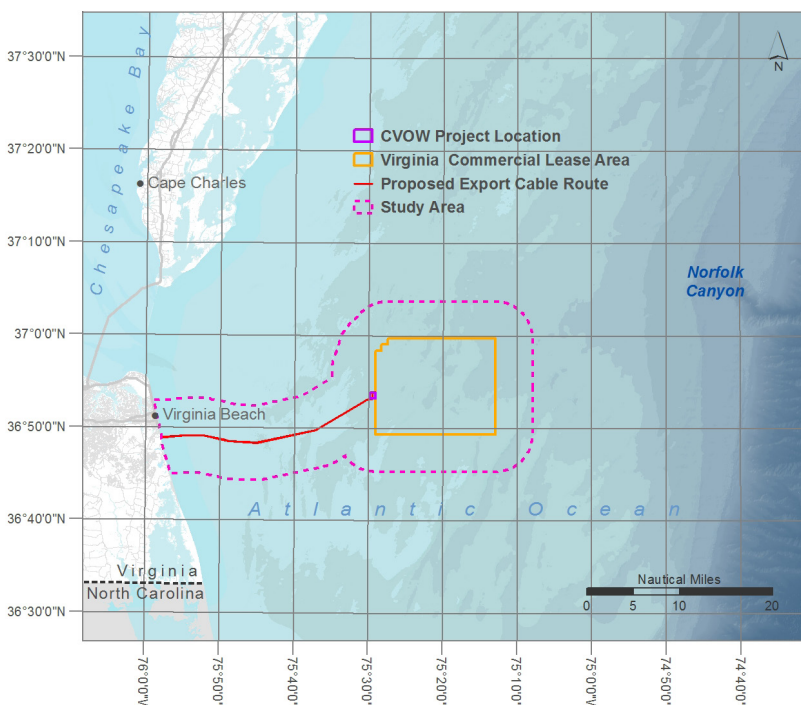 37°30'0"N
37°20'0"N
37°10'0"N
37°0'0"N
36°50'0"N
36°40'0"N
36°30'0"N
N
Chesapeake Bay
CVOW Project Location
Virginia Commercial Lease Area
Proposed Export Cable Route
Study Area
Cape Charles
Norfolk
Canyon
Virginia Beach
Atlantic Ocean
Virginia
North Carolina
Nautical Miles
0 5 10 20
76°0'0"W
75°50'0"
75°40'0"
75°30'0"
75°20'0"
75°10'0"
75°0'0"W
74°50'0"
74°40'0"